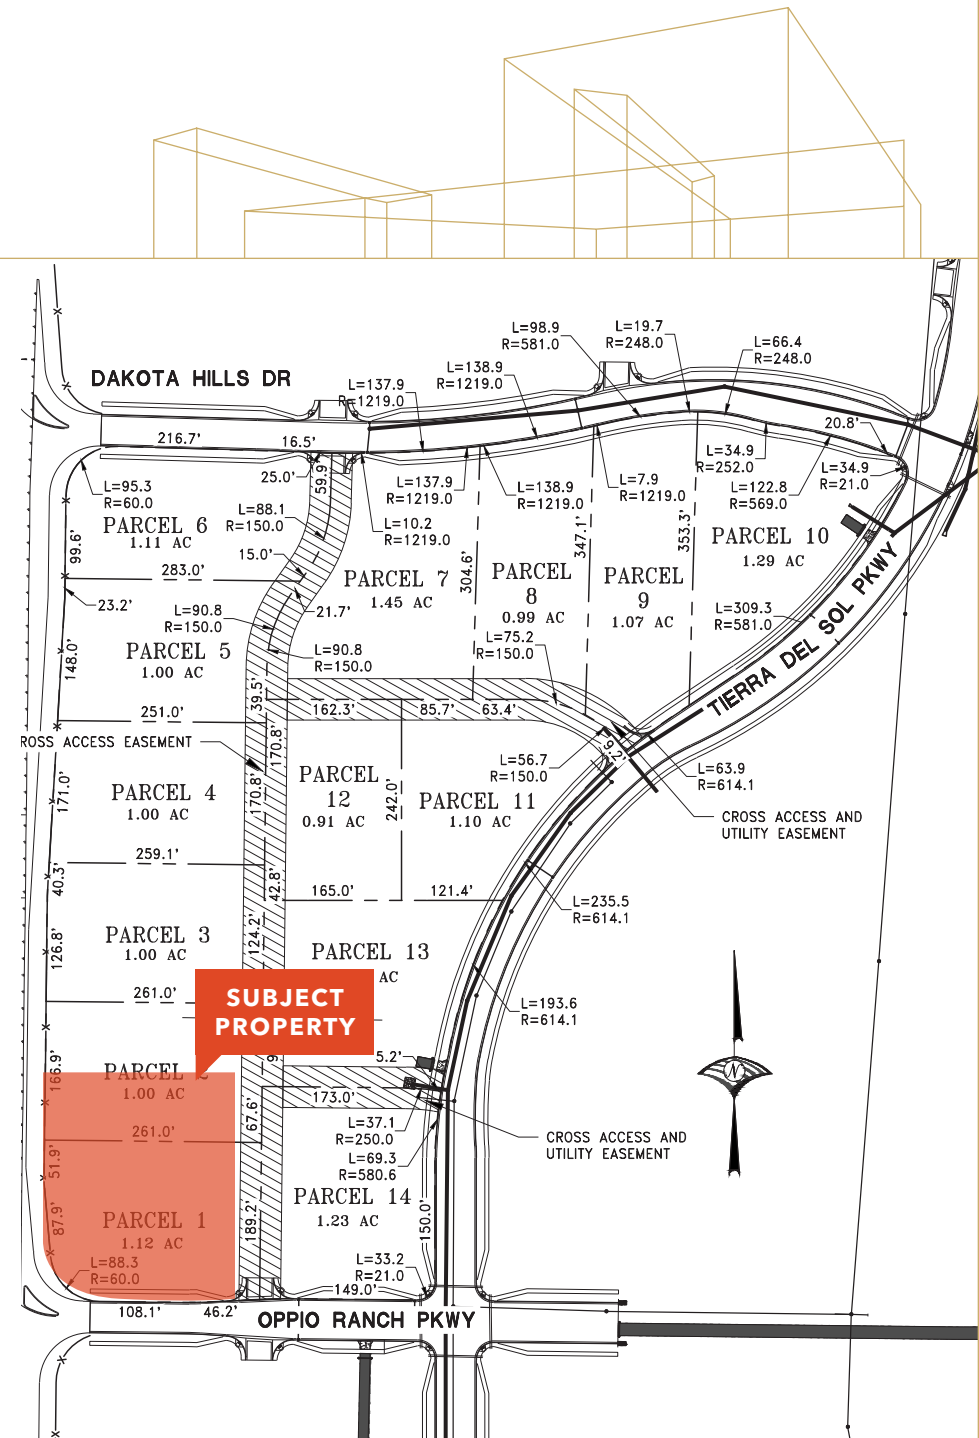 L=98.9
R=581.0
L=19.7
R=248.0
L=66.4
R=248.0
L=138.9
R=1219.0
DAKOTA HILLS DR
L=137.9
R=1219.0
216.7'
16.5'
20.8'
25.0'
59.9'
L=95.3
R=60.0
L=137.9
R=1219.0
L=138.9
R=1219.0
L=7.9
R=1219.0
L=34.9
R=252.0
L=122.8
R=569.0
L=34.9
R=21.0
PARCEL 6
1.11 AC
L=88.1
R=150.0
L=10.2
R=1219.0
99.6'
15.0'
283.0'
304.6'
347.1'
353.3'
PARCEL 7
1.45 AC
PARCEL
8
0.99 AC
PARCEL
9
1.07 AC
PARCEL 10
1.29 AC
TIERRA DEL SOL PKWY
23.2'
L=90.8
R=150.0
21.7'
L=309.3
R=581.0
148.0'
PARCEL 5
1.00 AC
L=90.8
R=150.0
L=75.2
R=150.0
39.5'
251.0'
162.3'
85.7'
63.4'
ROSS ACCESS EASEMENT
170.8'
9.2'
L=56.7
R=150.0
L=63.9
R=614.1
171.0'
PARCEL 4
1.00 AC
170.8'
PARCEL
12
0.91 AC
242.0'
PARCEL 11
1.10 AC
CROSS ACCESS AND
UTILITY EASEMENT
259.1'
40.3'
42.8'
165.0'
121.4'
L=235.5
R=614.1
126.8'
PARCEL 3
1.00 AC
124.2'
PARCEL 13
AC
261.0'
SUBJECT
PROPERTY
L=193.6
R=614.1
166.9'
PARCEL 2
1.00 AC
9
5.2'
N
173.0'
67.6'
261.0'
L=37.1
R=250.0
CROSS ACCESS AND
UTILITY EASEMENT
51.9'
L=69.3
R=580.6
87.9'
PARCEL 1
1.12 AC
189.2'
PARCEL 14
1.23 AC
150.0'
L=88.3
R=60.0
L=33.2
R=21.0
149.0'
108.1'
46.2'
OPPIO RANCH PKWY